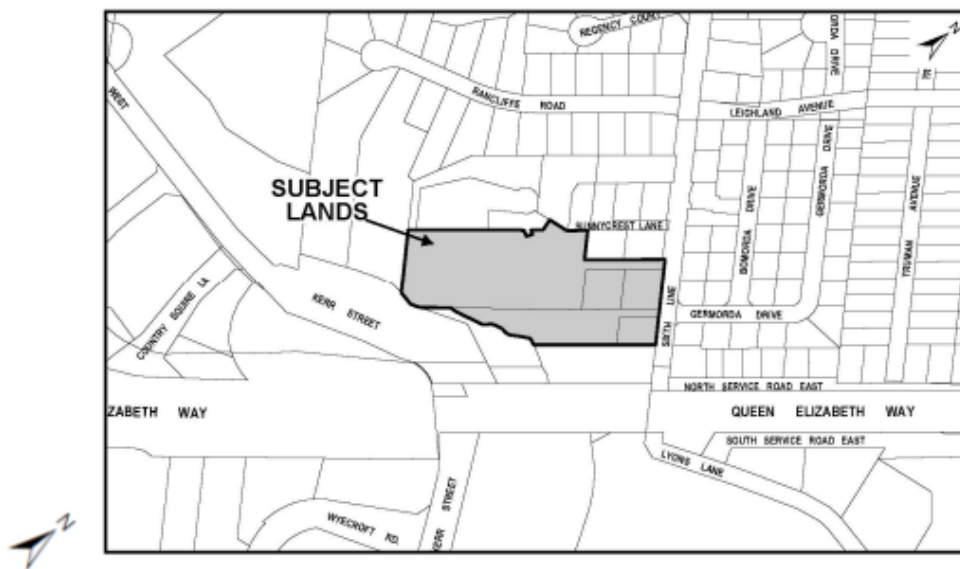 REGENCY COURT
ORDA DRIVE
N
WEST
RANCLIFFE ROAD
LEIGHLAND AVENUE
SUBJECT
LANDS
SUNNYCREST LANE
DRIVE
GERMORDA DRIVE
TRUMAN AVENUE
COUNTRY SQUIRE LA
KERR STREET
SIXTH LINE
GERMORDA DRIVE
NORTH SERVICE ROAD EAST
ZABETH WAY
QUEEN ELIZABETH WAY
SOUTH SERVICE ROAD EAST
LYONS LANE
KERR STREET
WYECROFT RD.
N